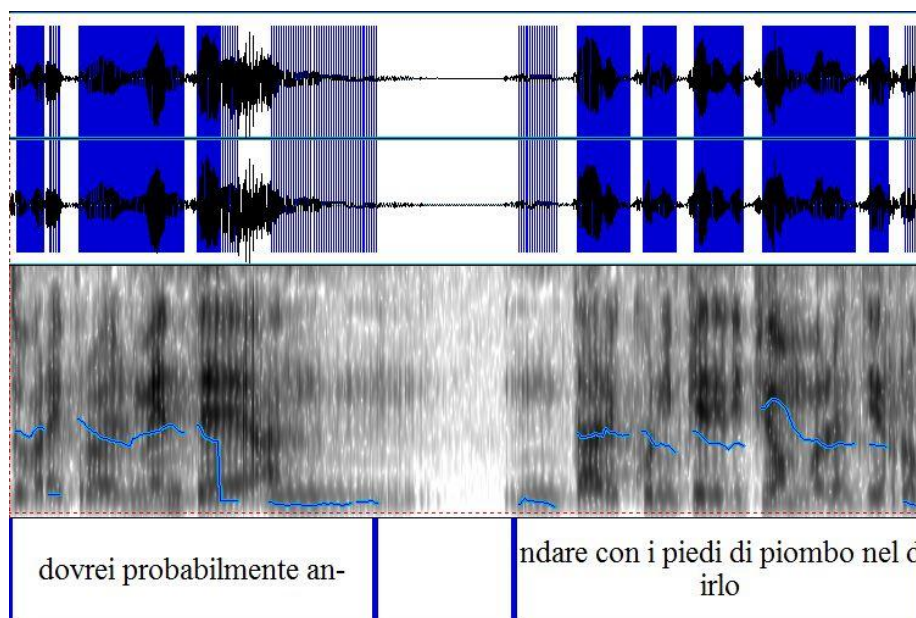 dovrei probabilmente an-
ndare con i piedi di piombo nel d
irlo